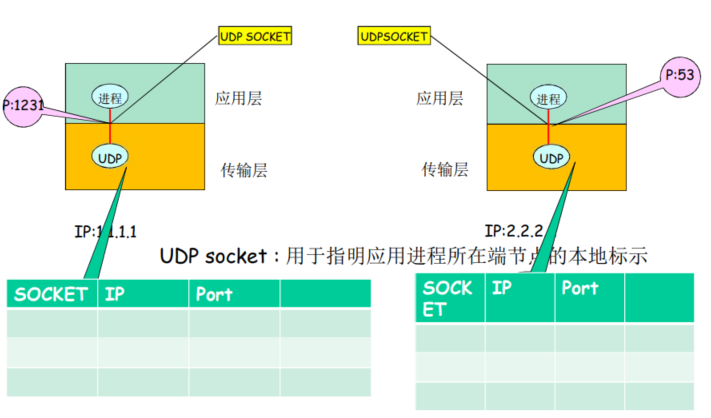 UDP SOCKET
UDPSOCKET
P:1231
进程
应用层
UDP
传输层
应用层
进程
P:53
传输层
UDP
IP:1.1.1.1
IP:2.2.2
UDP socket：用于指明应用进程所在端节点的本地标示
SOCKET IP Port
SOCK
ET
IP Port